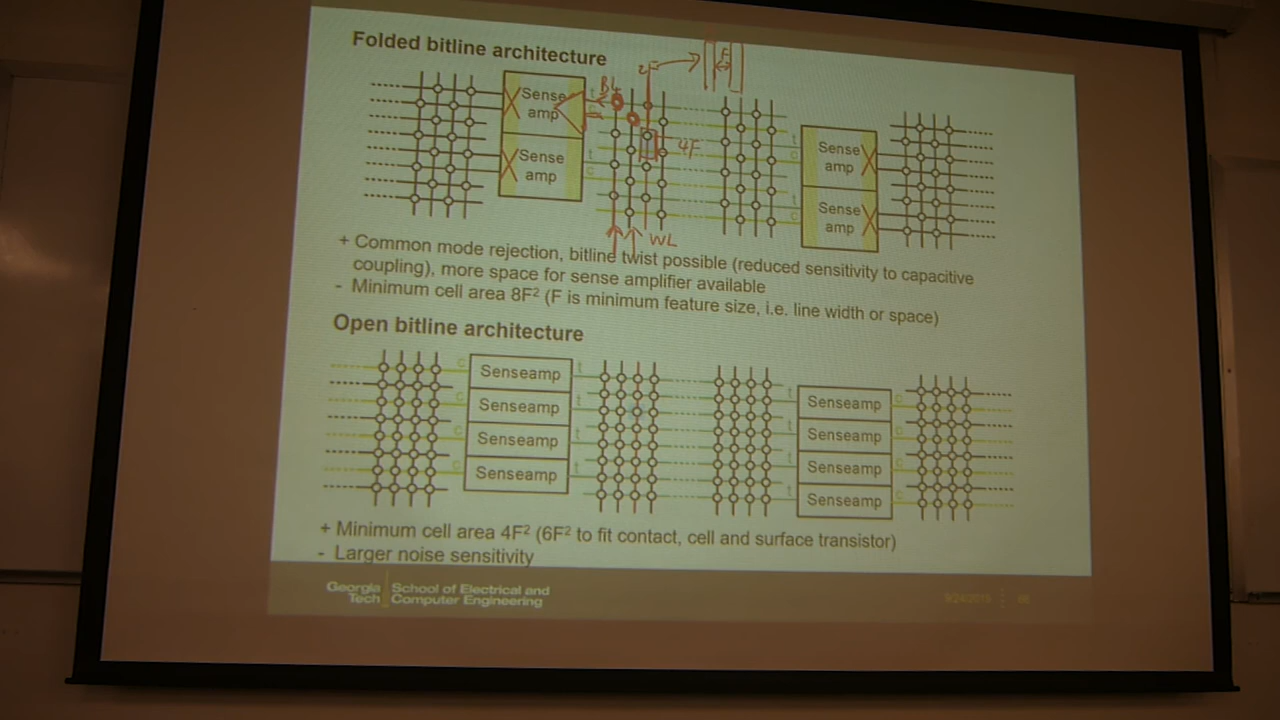 Folded bitline architecture
2F
F
BL
Sense amp
t
c
Sense amp
t
c
4F
t
c
Sense amp
t
c
Sense amp
WL
+ Common mode rejection, bitline twist possible (reduced sensitivity to capacitive
coupling), more space for sense amplifier available
- Minimum cell area 8F² (F is minimum feature size, i.e. line width or space)
Open bitline architecture
c Senseamp t
c Senseamp t
c Senseamp t
c Senseamp t
t Senseamp c
t Senseamp c
t Senseamp c
t Senseamp c
+ Minimum cell area 4F² (6F² to fit contact, cell and surface transistor)
- Larger noise sensitivity
Georgia Tech
School of Electrical and
Computer Engineering